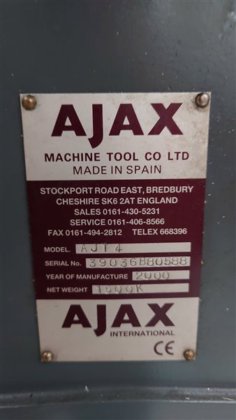 AJAX
MACHINE TOOL CO LTD
MADE IN SPAIN
STOCKPORT ROAD EAST, BREDBURY
CHESHIRE SK6 2AT ENGLAND
SALES 0161-430-5231
SERVICE 0161-406-8566
FAX 0161-494-2812 TELEX 668396
MODEL AJT4
SERIAL No. 39036880588
YEAR OF MANUFACTURE 2000
NET WEIGHT 1500K
AJAX
INTERNATIONAL
CE